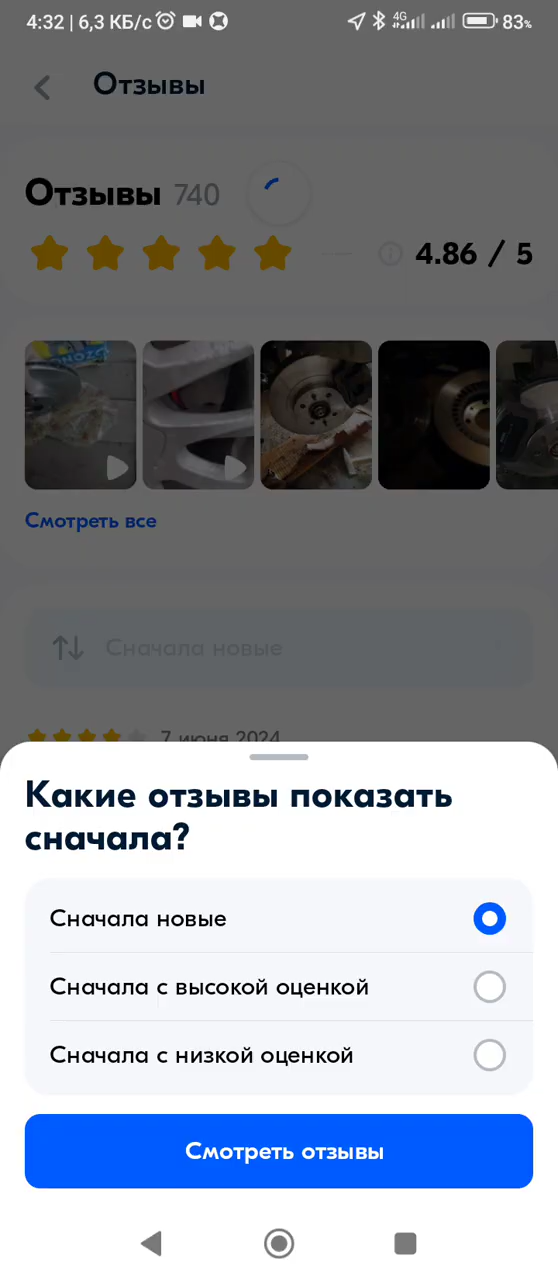 4:32 | 6,3 КБ/с 4G 83%
Отзывы
Отзывы 740
4.86 / 5
OZON
Смотреть все
Сначала новые
7 июня 2024
Какие отзывы показать
сначала?
Сначала новые
Сначала с высокой оценкой
Сначала с низкой оценкой
Смотреть отзывы